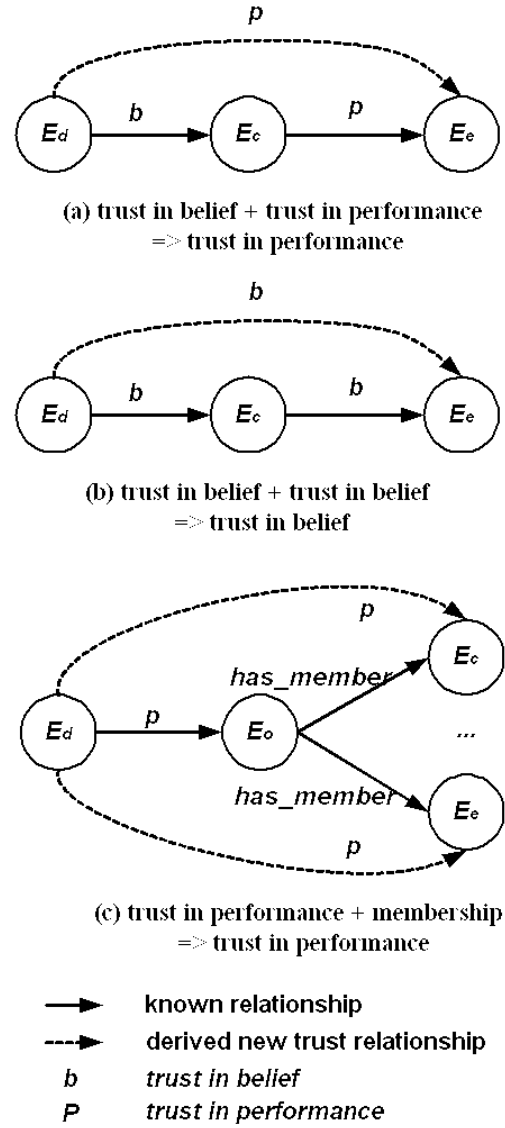 p
b
p
Ed
Ec
Ee
(a) trust in belief + trust in performance
=> trust in performance
b
b
b
Ed
Ec
Ee
(b) trust in belief + trust in belief
=> trust in belief
p
Ec
has_member
p
Ed
Eo
...
has_member
Ee
p
(c) trust in performance + membership
=> trust in performance
known relationship
derived new trust relationship
b trust in belief
P trust in performance